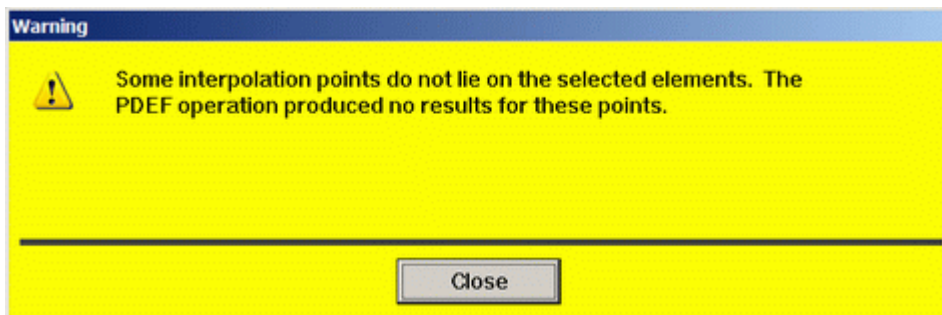 Warning
Some interpolation points do not lie on the selected elements.  The
PDEF operation produced no results for these points.
Close